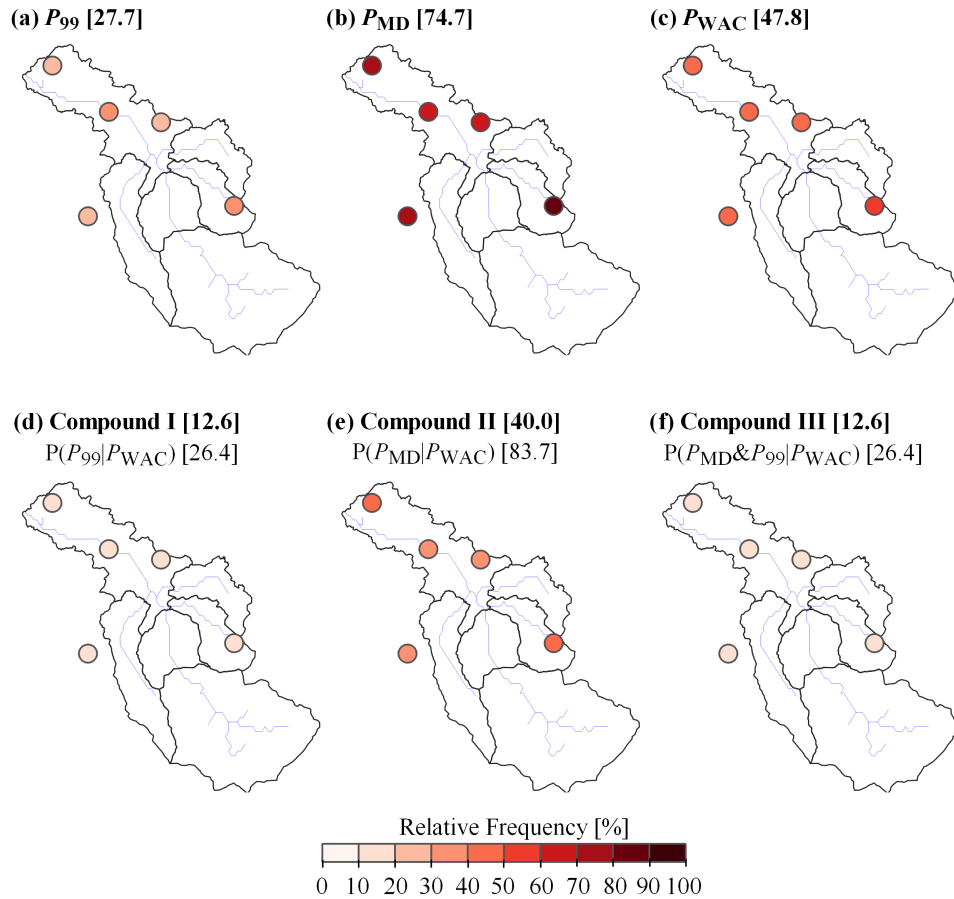 (a) P99 [27.7]
(b) PMD [74.7]
(c) PWAC [47.8]
(d) Compound I [12.6]
P(P99|PWAC) [26.4]
(e) Compound II [40.0]
P(PMD|PWAC) [83.7]
(f) Compound III [12.6]
P(PMD&P99|PWAC) [26.4]
Relative Frequency [%]
0 10 20 30 40 50 60 70 80 90 100